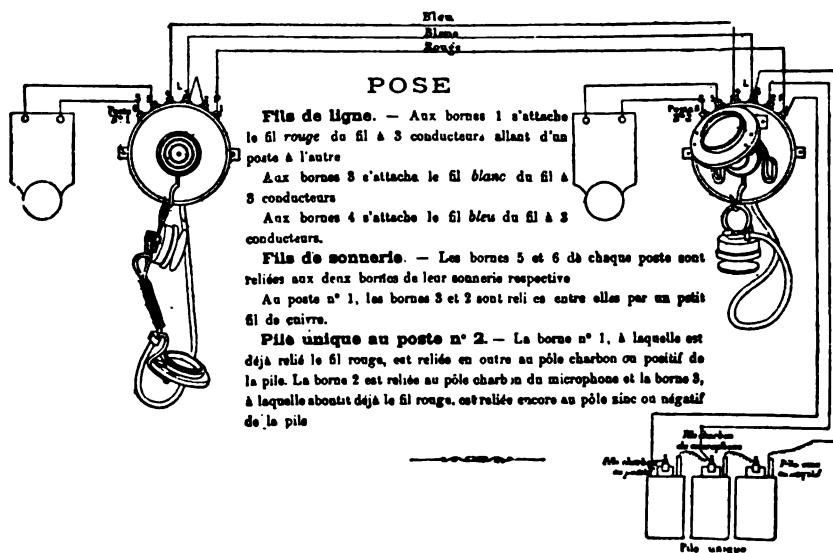 Bleu
Blanc
Rouge
POSE
Fils de ligne. — Aux bornes 1 s'attache
le fil rouge du fil à 3 conducteurs allant d'un
poste à l'autre
Aux bornes 3 s'attache le fil blanc du fil à
3 conducteurs
Aux bornes 4 s'attache le fil bleu du fil à 3
conducteurs.
Fils de sonnerie. — Les bornes 5 et 6 dè chaque poste sont
reliées aux deux bornes de leur sonnerie respective
Au poste n° 1, les bornes 3 et 2 sont reli es entre elles par un petit
fil de cuivre.
Pile unique au poste n° 2. — La borne n° 1, à laquelle est
déjà relié le fil rouge, est reliée en outre au pôle charbon ou positif de
la pile. La borne 2 est reliée au pôle charbon du microphone et la borne 3,
à laquelle aboutit déjà le fil rouge, est reliée encore au pôle zinc ou négatif
de la pile
Pile unique